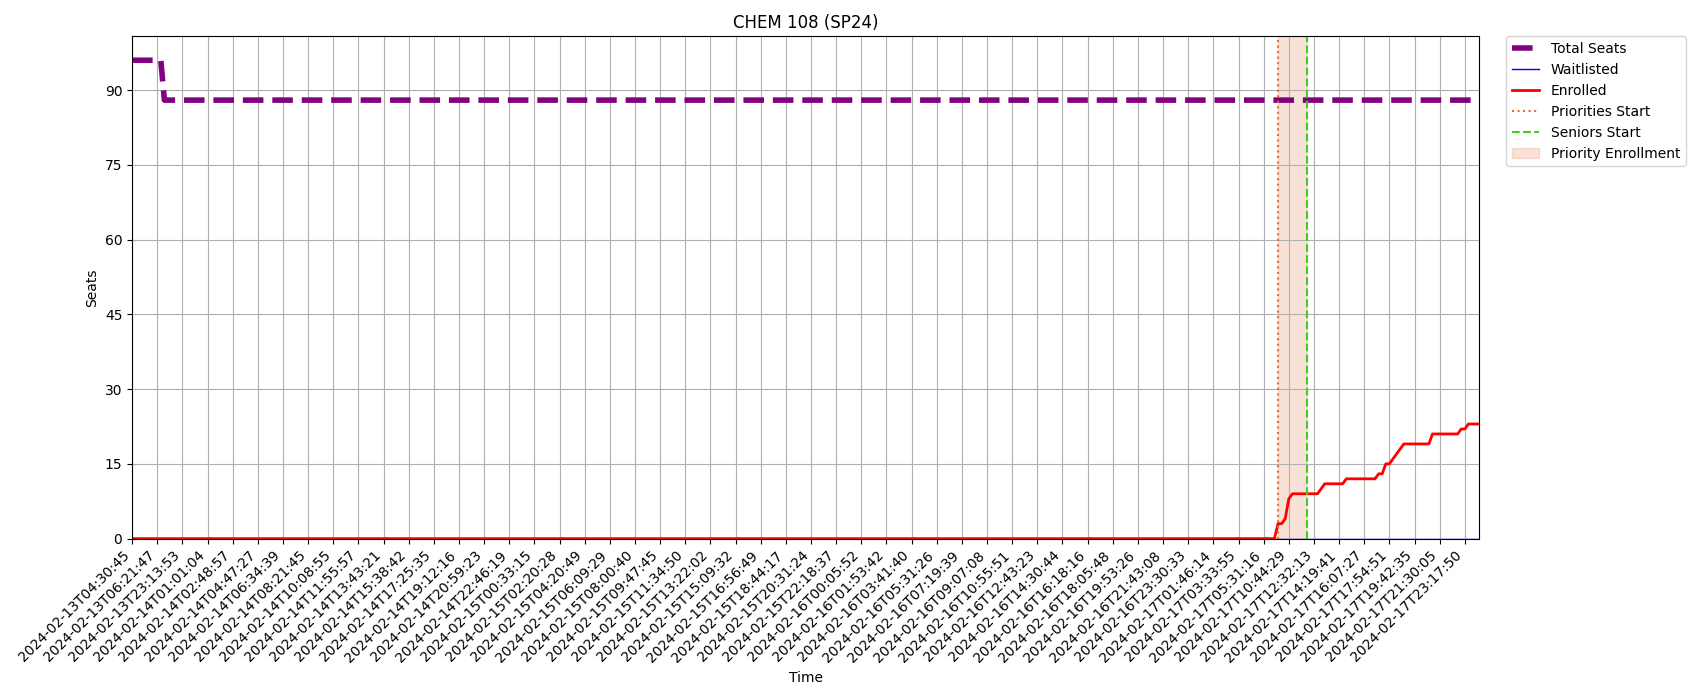 CHEM 108 (SP24)
Total Seats
Waitlisted
Enrolled
Priorities Start
Seniors Start
Priority Enrollment
Seats
90
75
60
45
30
15
0
2024-02-13T04:30:45
2024-02-13T06:21:47
2024-02-13T23:13:53
2024-02-14T01:01:04
2024-02-14T02:48:57
2024-02-14T04:47:27
2024-02-14T06:34:39
2024-02-14T08:21:45
2024-02-14T10:08:55
2024-02-14T11:55:57
2024-02-14T13:43:21
2024-02-14T15:38:42
2024-02-14T17:25:35
2024-02-14T19:12:16
2024-02-14T20:59:23
2024-02-14T22:46:19
2024-02-15T00:33:15
2024-02-15T02:20:28
2024-02-15T04:20:49
2024-02-15T06:09:29
2024-02-15T08:00:40
2024-02-15T09:47:45
2024-02-15T11:34:50
2024-02-15T13:22:02
2024-02-15T15:09:32
2024-02-15T16:56:49
2024-02-15T18:44:17
2024-02-15T20:31:24
2024-02-15T22:18:37
2024-02-16T00:05:52
2024-02-16T01:53:42
2024-02-16T03:41:40
2024-02-16T05:31:26
2024-02-16T07:19:39
2024-02-16T09:07:08
2024-02-16T10:55:51
2024-02-16T12:43:23
2024-02-16T14:30:44
2024-02-16T16:18:16
2024-02-16T18:05:48
2024-02-16T19:53:26
2024-02-16T21:43:08
2024-02-16T23:30:33
2024-02-17T01:46:14
2024-02-17T03:33:55
2024-02-17T05:31:16
2024-02-17T10:44:29
2024-02-17T12:32:13
2024-02-17T14:19:41
2024-02-17T16:07:27
2024-02-17T17:54:51
2024-02-17T19:42:35
2024-02-17T21:30:05
2024-02-17T23:17:50
Time